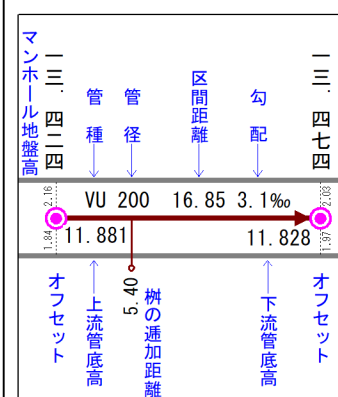 マンホール地盤高
一三．四二四
管種
管径
区間距離
勾配
一三．四七四
2.16
VU 200 16.85 3.1‰
2.03
1.84
11.881
11.828
1.97
オフセット
上流管底高
5.40
桝の逓加距離
下流管底高
オフセット